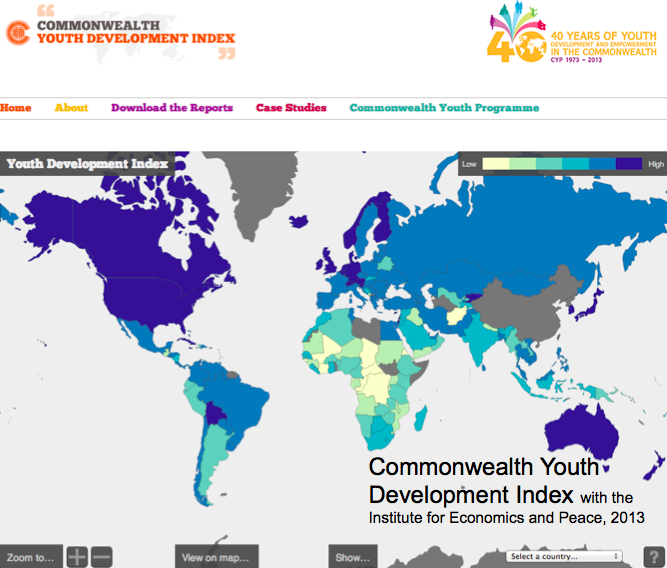 COMMONWEALTH
YOUTH DEVELOPMENT INDEX
40
40 YEARS OF YOUTH
DEVELOPMENT AND EMPOWERMENT
IN THE COMMONWEALTH
CYP 1973 – 2013
Home About Download the Reports Case Studies Commonwealth Youth Programme
Youth Development Index
Low High
Commonwealth Youth
Development Index with the
Institute for Economics and Peace, 2013
Zoom to... + − View on map... Show... Select a country... ?